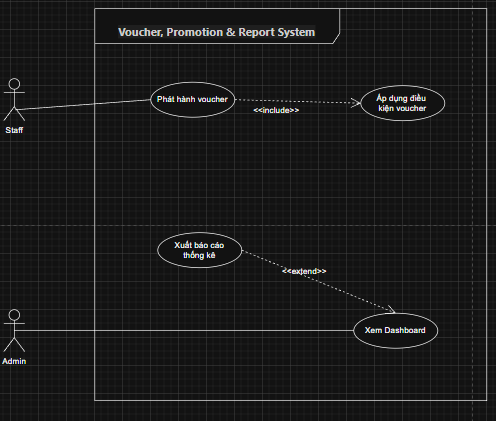 Voucher, Promotion & Report System
Phát hành voucher
<<include>>
Áp dụng điều
kiện voucher
Staff
Xuất báo cáo
thống kê
<<extend>>
Xem Dashboard
Admin